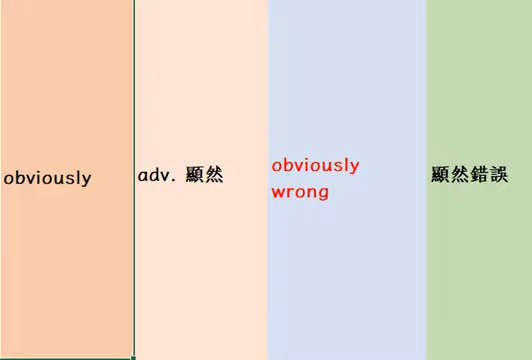 obviously
adv. 顯然
obviously
wrong
顯然錯誤